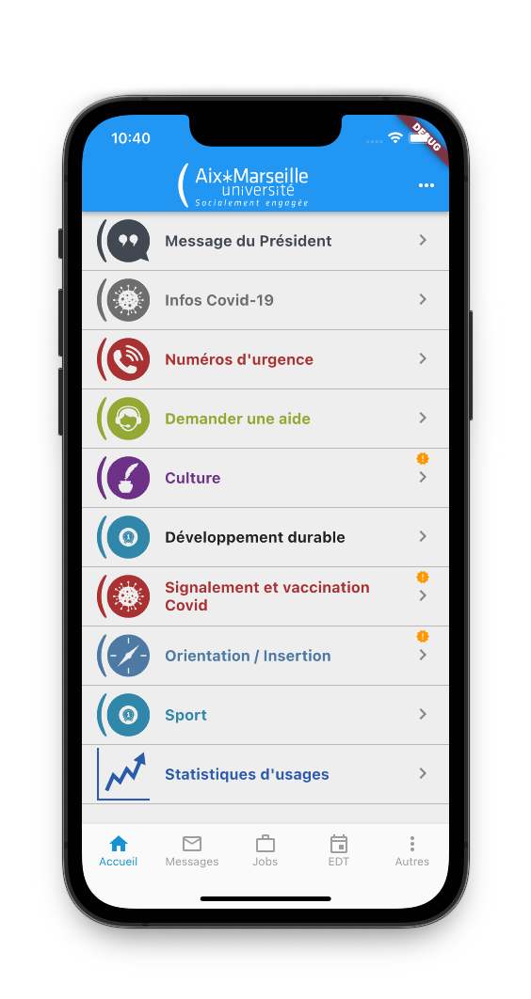 10:40
DEBUG
Aix*Marseille
université
Socialement engagée
Message du Président
Infos Covid-19
Numéros d'urgence
Demander une aide
Culture
Développement durable
Signalement et vaccination
Covid
Orientation / Insertion
Sport
Statistiques d'usages
Accueil
Messages
Jobs
EDT
Autres